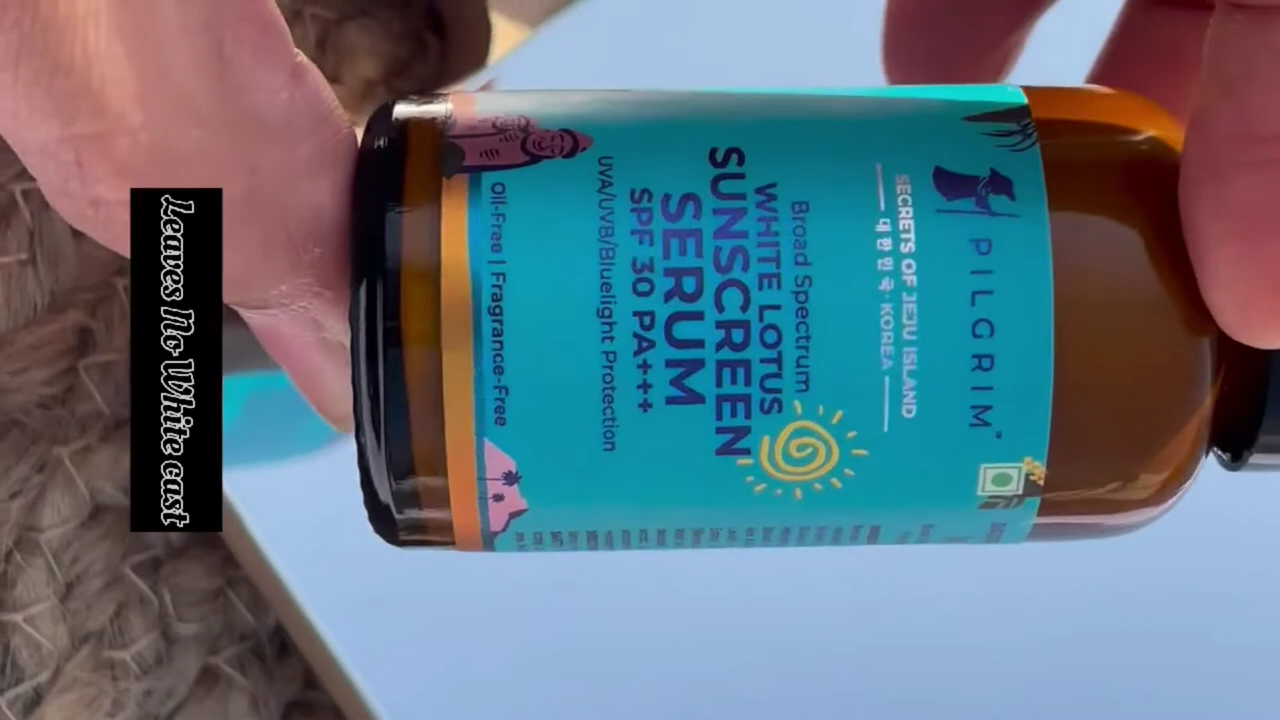 PILGRIM™
SECRETS OF JEJU ISLAND
대한민국· KOREA
Broad Spectrum
WHITE LOTUS
SUNSCREEN
SERUM
SPF 30 PA+++
UVA/UVB/Bluelight Protection
Oil-Free | Fragrance-Free
Leaves No White cast